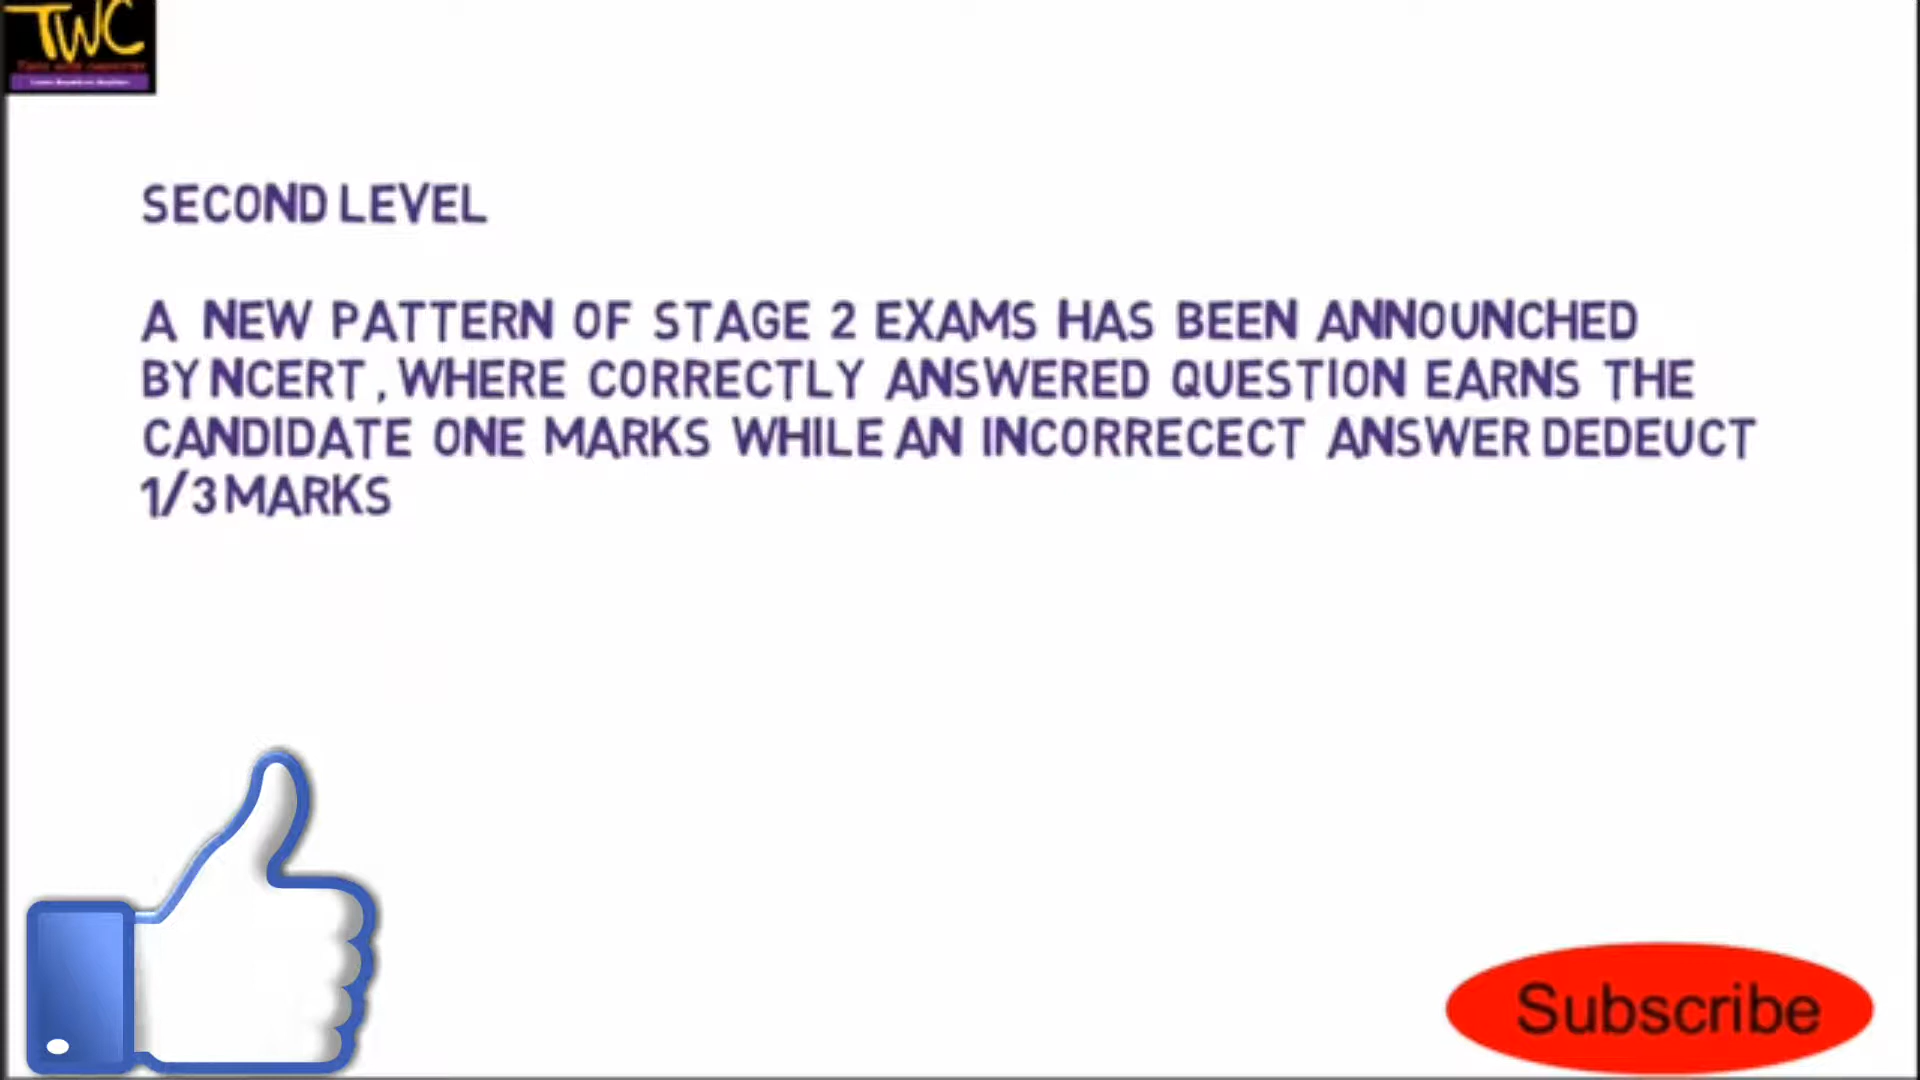 TWC
SECOND LEVEL
A NEW PATTERN OF STAGE 2 EXAMS HAS BEEN ANNOUNCHED
BY NCERT, WHERE CORRECTLY ANSWERED QUESTION EARNS THE
CANDIDATE ONE MARKS WHILE AN INCORRECECT ANSWER DEDEUCT
1/3 MARKS
Subscribe